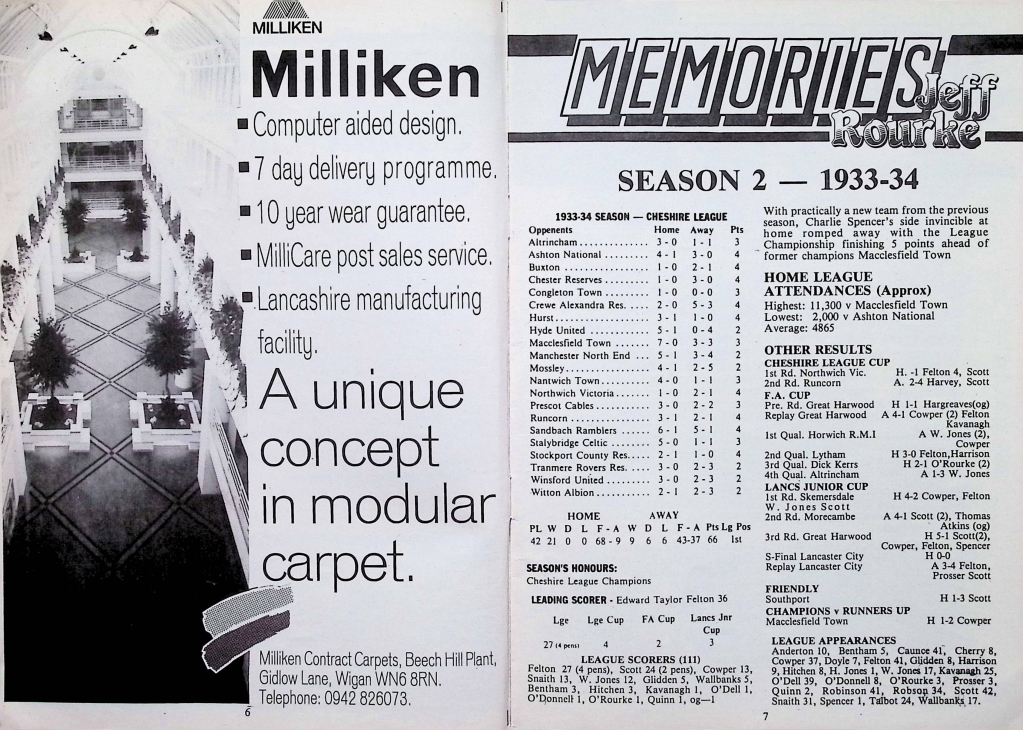 MILLIKEN
Milliken
Computer aided design.
7 day delivery programme.
10 year wear guarantee.
MilliCare post sales service.
Lancashire manufacturing
facility.
A unique
concept
in modular
carpet.
Milliken Contract Carpets, Beech Hill Plant,
Gidlow Lane, Wigan WN6 8RN.
Telephone: 0942 826073.
6
MEMORIES
Jeff
Rourke
SEASON 2 — 1933-34
1933-34 SEASON — CHESHIRE LEAGUE
Oppenents Home Away Pts
Altrincham............. 3 - 0 1 - 1 3
Ashton National ......... 4 - 1 3 - 0 4
Buxton ................ 1 - 0 2 - 1 4
Chester Reserves ......... 1 - 0 3 - 0 4
Congleton Town ......... 1 - 0 0 - 0 3
Crewe Alexandra Res. .... 2 - 0 5 - 3 4
Hurst.................. 3 - 1 1 - 0 4
Hyde United ............ 5 - 1 0 - 4 2
Macclesfield Town ....... 7 - 0 3 - 3 3
Manchester North End ... 5 - 1 3 - 4 2
Mossley................ 4 - 1 2 - 5 2
Nantwich Town.......... 4 - 0 1 - 1 3
Northwich Victoria....... 1 - 0 2 - 1 4
Prescot Cables........... 3 - 0 2 - 2 3
Runcorn ............... 3 - 1 2 - 1 4
Sandbach Ramblers ...... 6 - 1 5 - 1 4
Stalybridge Celtic ........ 5 - 0 1 - 1 3
Stockport County Res..... 2 - 1 1 - 0 4
Tranmere Rovers Res. .... 3 - 0 2 - 3 2
Winsford United ......... 3 - 0 2 - 3 2
Witton Albion........... 2 - 1 2 - 3 2
HOME AWAY
PL W D L F - A W D L F - A Pts Lg Pos
42 21 0 0 68 - 9 9 6 6 43-37 66 1st
SEASON'S HONOURS:
Cheshire League Champions
LEADING SCORER - Edward Taylor Felton 36
Lge Lge Cup FA Cup Lancs Jnr
Cup
27 (4 pens) 4 2 3
LEAGUE SCORERS (111)
Felton 27 (4 pens), Scott 24 (2 pens), Cowper 13,
Snaith 13, W. Jones 12, Glidden 5, Wallbanks 5,
Bentham 3, Hitchen 3, Kavanagh 1, O'Dell 1,
O'Donnell 1, O'Rourke 1, Quinn 1, og—1
With practically a new team from the previous
season, Charlie Spencer's side invincible at
home romped away with the League
Championship finishing 5 points ahead of
former champions Macclesfield Town
HOME LEAGUE
ATTENDANCES (Approx)
Highest: 11,300 v Macclesfield Town
Lowest: 2,000 v Ashton National
Average: 4865
OTHER RESULTS
CHESHIRE LEAGUE CUP
1st Rd. Northwich Vic. H. -1 Felton 4, Scott
2nd Rd. Runcorn A. 2-4 Harvey, Scott
F.A. CUP
Pre. Rd. Great Harwood H 1-1 Hargreaves(og)
Replay Great Harwood A 4-1 Cowper (2) Felton
Kavanagh
1st Qual. Horwich R.M.I A W. Jones (2),
Cowper
2nd Qual. Lytham H 3-0 Felton,Harrison
3rd Qual. Dick Kerrs H 2-1 O'Rourke (2)
4th Qual. Altrincham A 1-3 W. Jones
LANCS JUNIOR CUP
1st Rd. Skemersdale H 4-2 Cowper, Felton
W. Jones Scott
2nd Rd. Morecambe A 4-1 Scott (2), Thomas
Atkins (og)
3rd Rd. Great Harwood H 5-1 Scott(2),
Cowper, Felton, Spencer
S-Final Lancaster City H 0-0
Replay Lancaster City A 3-4 Felton,
Prosser Scott
FRIENDLY
Southport H 1-3 Scott
CHAMPIONS v RUNNERS UP
Macclesfield Town H 1-2 Cowper
LEAGUE APPEARANCES
Anderton 10, Bentham 5, Caunce 41, Cherry 8,
Cowper 37, Doyle 7, Felton 41, Glidden 8, Harrison
9, Hitchen 8, H. Jones 1, W. Jones 17, Kavanagh 25,
O'Dell 39, O'Donnell 8, O'Rourke 3, Prosser 3,
Quinn 2, Robinson 41, Robson 34, Scott 42,
Snaith 31, Spencer 1, Talbot 24, Wallbanks 17.
7